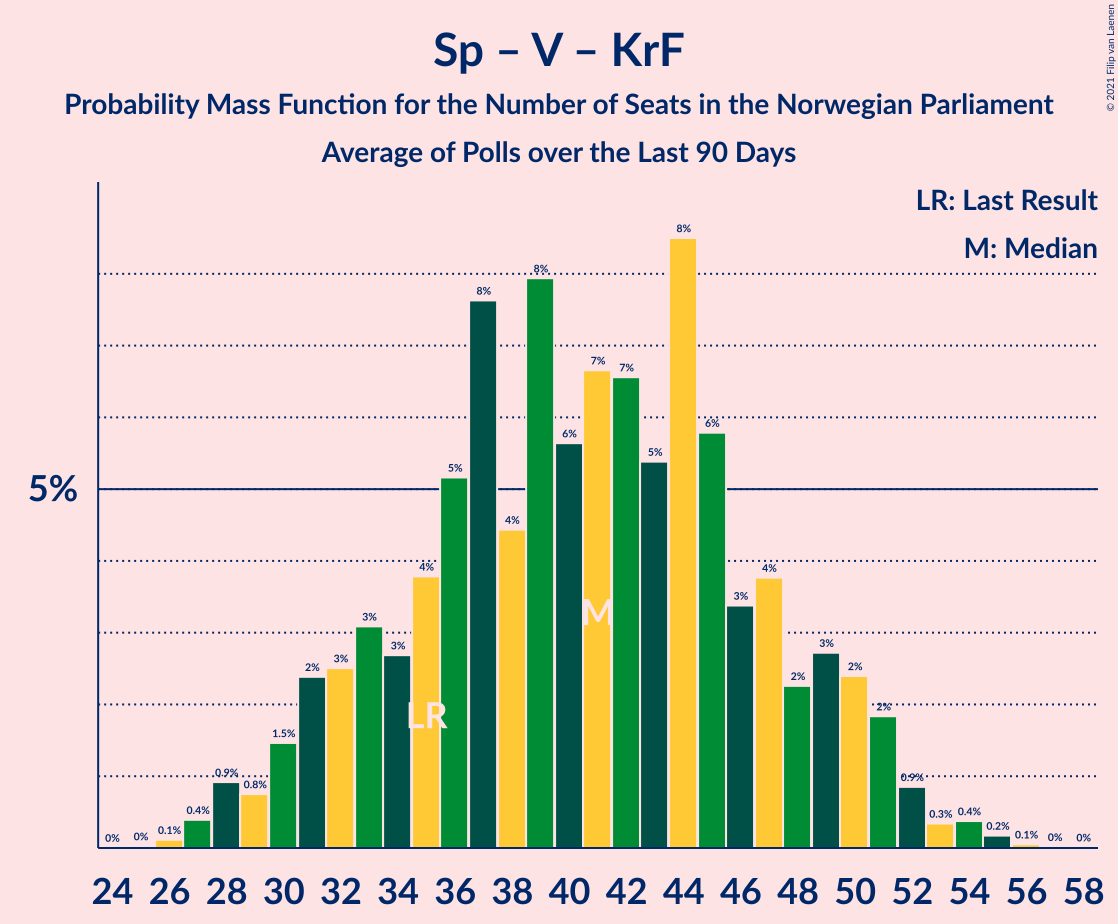 © 2021 Filip van Laenen
Sp – V – KrF
Probability Mass Function for the Number of Seats in the Norwegian Parliament
Average of Polls over the Last 90 Days
LR: Last Result
M: Median
5%
0% 0% 0.1% 0.4% 0.9% 0.8% 1.5% 2% 3% 3% 3% 4% 5% 8% 4% 8% 6% 7% 7% 5% 8% 6% 3% 4% 2% 3% 2% 2% 0.9% 0.3% 0.4% 0.2% 0.1% 0% 0%
LR M
24 26 28 30 32 34 36 38 40 42 44 46 48 50 52 54 56 58